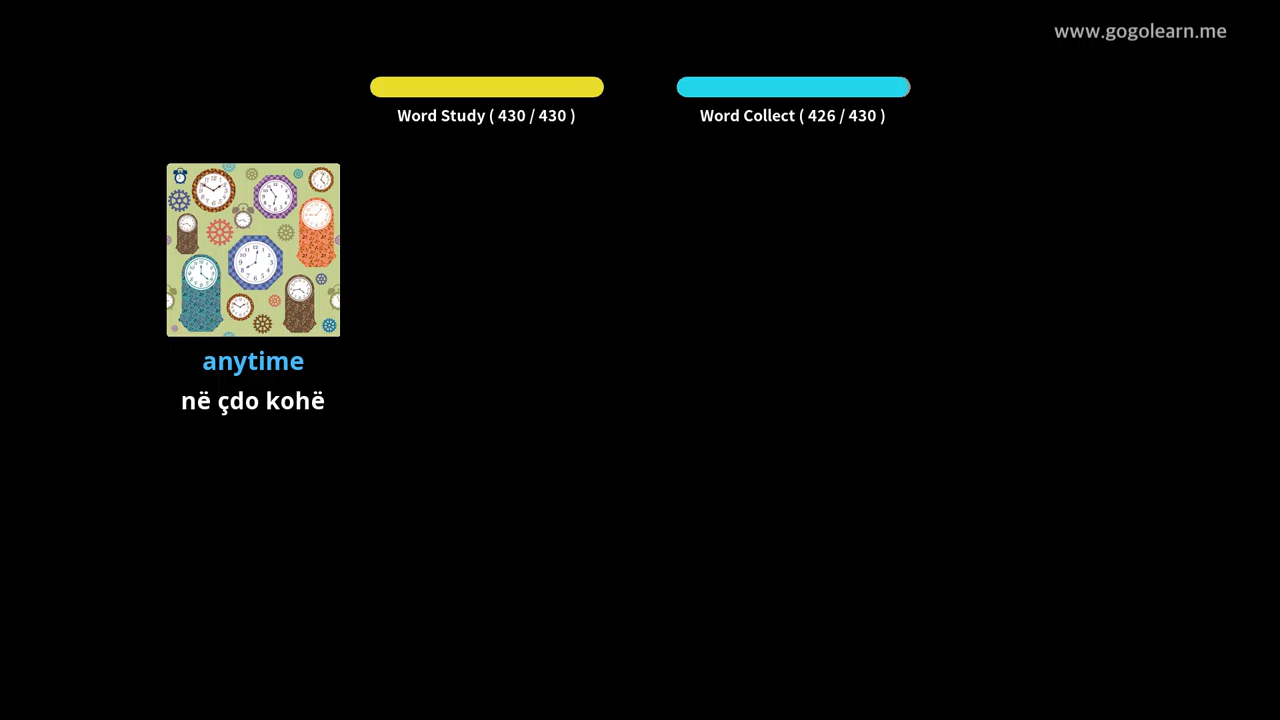 www.gogolearn.me
Word Study ( 430 / 430 )
Word Collect ( 426 / 430 )
anytime
në çdo kohë